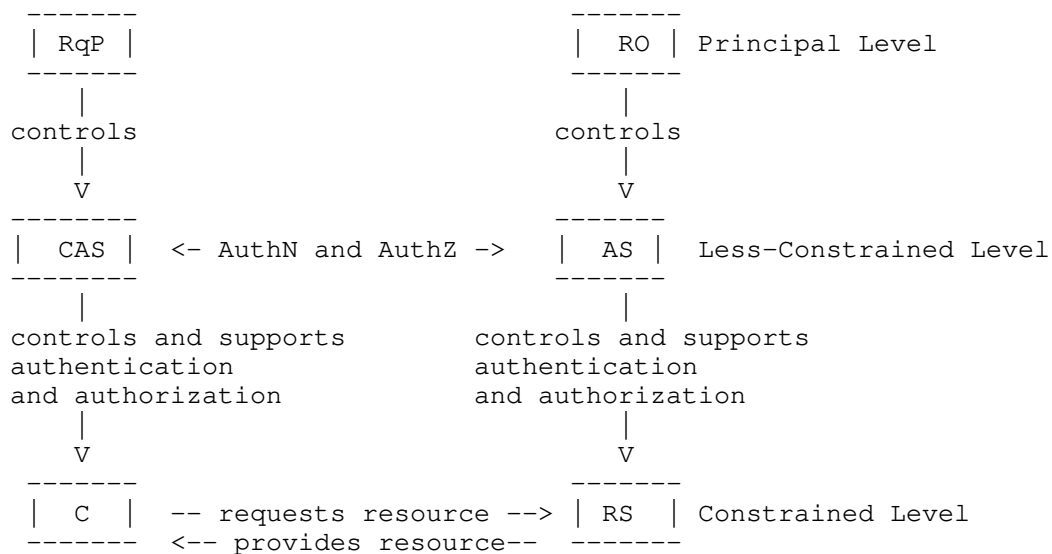 -------                               -------
 | RqP |                               |  RO | Principal Level
 -------                               -------
    |                                     |
controls                              controls
    |                                     |
    V                                     V
--------                              -------
|  CAS |  <- AuthN and AuthZ ->       |  AS |  Less-Constrained Level
--------                              -------
    |                                     |
controls and supports           controls and supports
authentication                  authentication
and authorization               and authorization
    |                                     |
    V                                     V
 -------                               -------
 |  C  |  -- requests resource -->     | RS  | Constrained Level
 -------  <-- provides resource--      -------